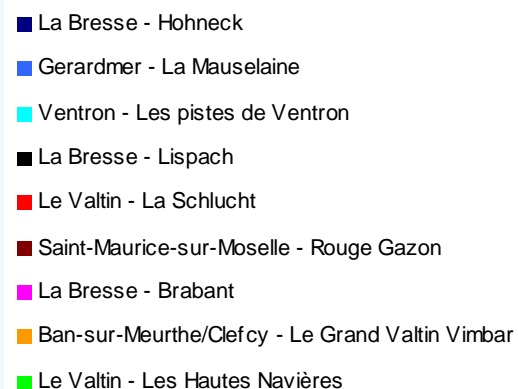 La Bresse - Hohneck
Gerardmer - La Mauselaine
Ventron - Les pistes de Ventron
La Bresse - Lispach
Le Valtin - La Schlucht
Saint-Maurice-sur-Moselle - Rouge Gazon
La Bresse - Brabant
Ban-sur-Meurthe/Clefcy - Le Grand Valtin Vimbar
Le Valtin - Les Hautes Navières